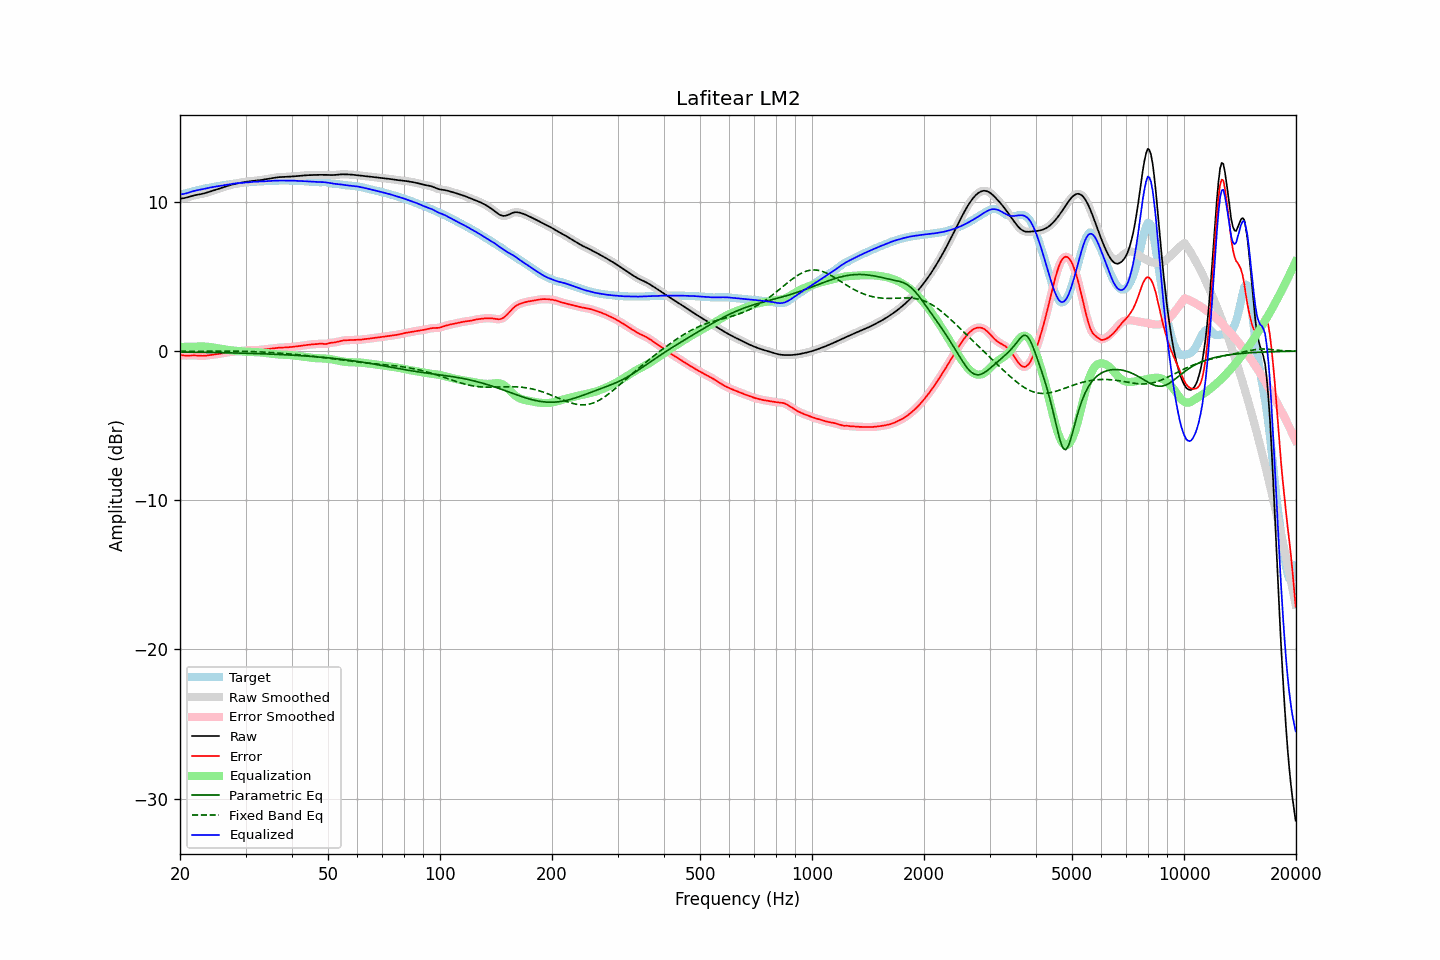 Lafitear LM2
10
0
−10
−20
−30
Amplitude (dBr)
Target
Raw Smoothed
Error Smoothed
Raw
Error
Equalization
Parametric Eq
Fixed Band Eq
Equalized
20 50 100 200 500 1000 2000 5000 10000 20000
Frequency (Hz)